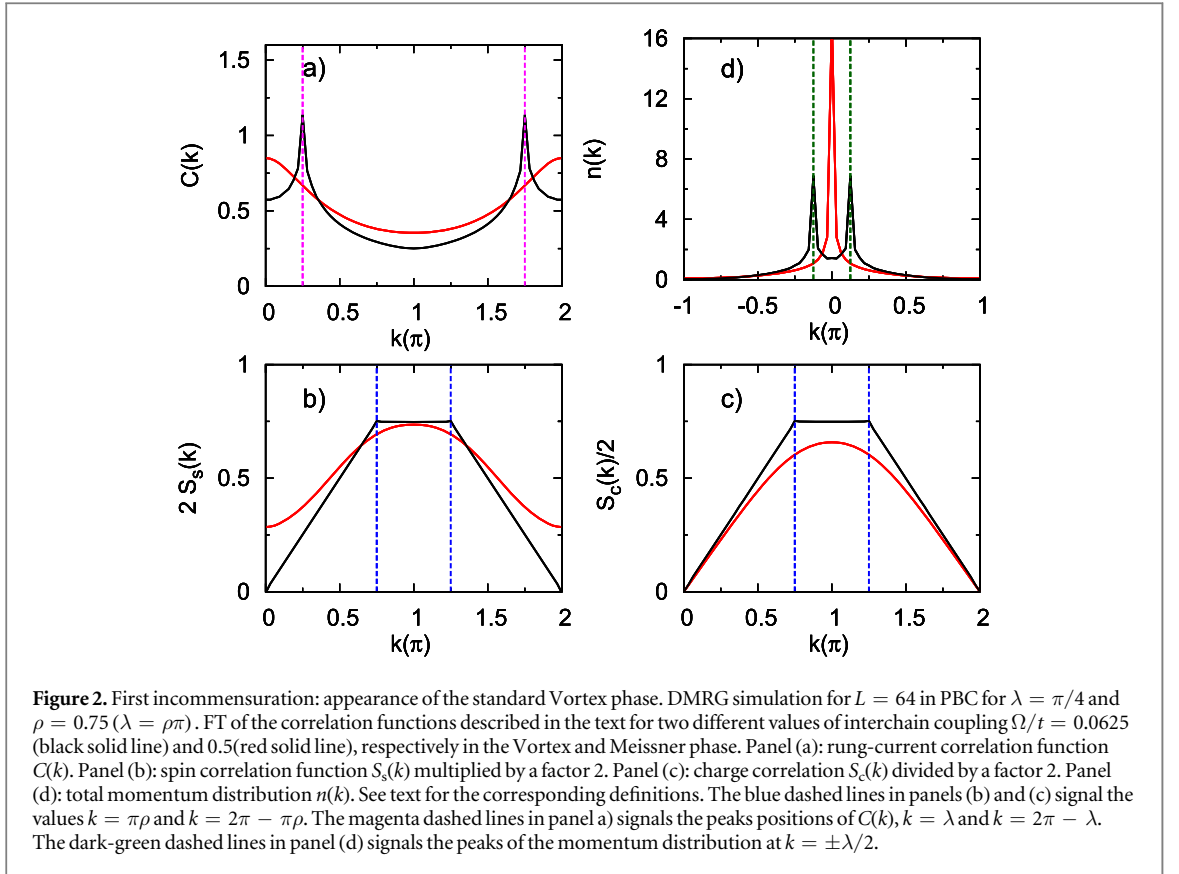 a)
C(k)
1.5
1
0.5
0
0 0.5 1 1.5 2
k(π)
d)
n(k)
16
12
8
4
0
-1 -0.5 0 0.5 1
k(π)
b)
2 Ss(k)
1
0.5
0
0 0.5 1 1.5 2
k(π)
c)
Sc(k)/2
1
0.5
0
0 0.5 1 1.5 2
k(π)
Figure 2. First incommensuration: appearance of the standard Vortex phase. DMRG simulation for L = 64 in PBC for λ = π/4 and
ρ = 0.75 (λ = ρπ). FT of the correlation functions described in the text for two different values of interchain coupling Ω/t = 0.0625
(black solid line) and 0.5(red solid line), respectively in the Vortex and Meissner phase. Panel (a): rung-current correlation function
C(k). Panel (b): spin correlation function Ss(k) multiplied by a factor 2. Panel (c): charge correlation Sc(k) divided by a factor 2. Panel
(d): total momentum distribution n(k). See text for the corresponding definitions. The blue dashed lines in panels (b) and (c) signal the
values k = πρ and k = 2π − πρ. The magenta dashed lines in panel a) signals the peaks positions of C(k), k = λ and k = 2π − λ.
The dark-green dashed lines in panel (d) signals the peaks of the momentum distribution at k = ±λ/2.